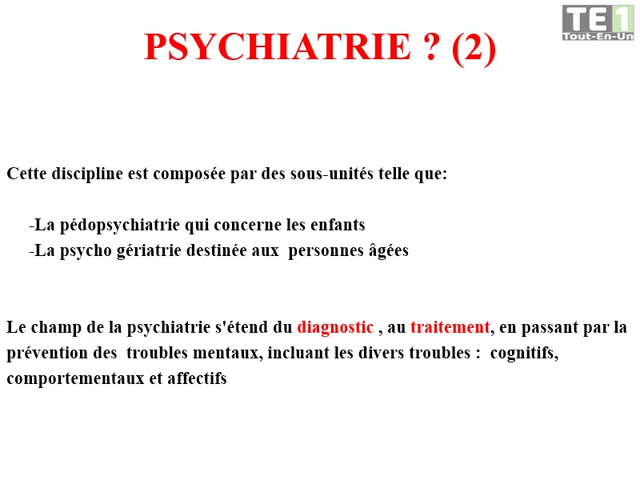 TE1
Tout-En-Un
PSYCHIATRIE ? (2)
Cette discipline est composée par des sous-unités telle que:
-La pédopsychiatrie qui concerne les enfants
-La psycho gériatrie destinée aux  personnes âgées
Le champ de la psychiatrie s'étend du diagnostic , au traitement, en passant par la
prévention des  troubles mentaux, incluant les divers troubles :  cognitifs,
comportementaux et affectifs